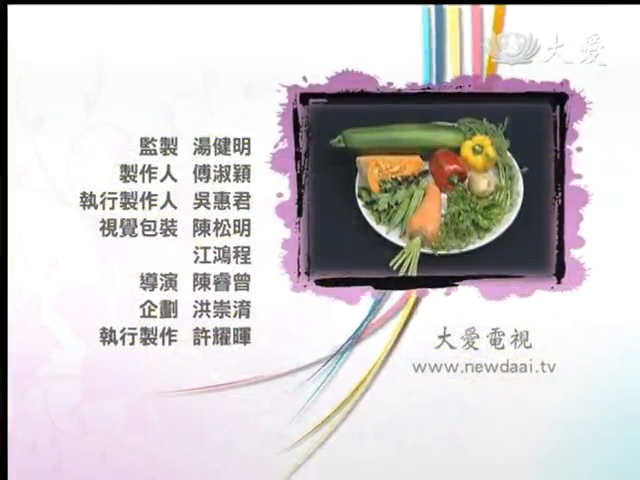 大愛
監製 湯健明
製作人 傅淑穎
執行製作人 吳惠君
視覺包裝 陳松明
江鴻程
導演 陳睿曾
企劃 洪崇淯
執行製作 許耀暉
大愛電視
www.newdaai.tv